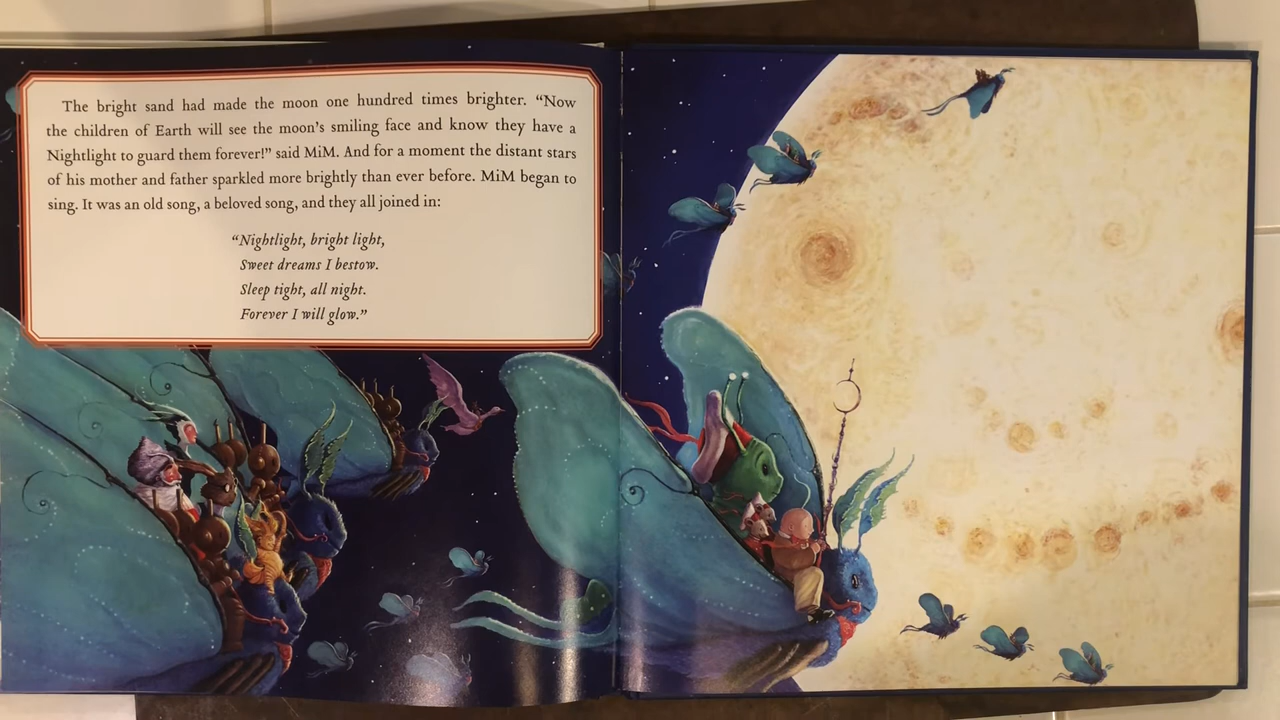 The bright sand had made the moon one hundred times brighter. “Now
the children of Earth will see the moon’s smiling face and know they have a
Nightlight to guard them forever!” said MiM. And for a moment the distant stars
of his mother and father sparkled more brightly than ever before. MiM began to
sing. It was an old song, a beloved song, and they all joined in:
“Nightlight, bright light,
Sweet dreams I bestow.
Sleep tight, all night.
Forever I will glow.”